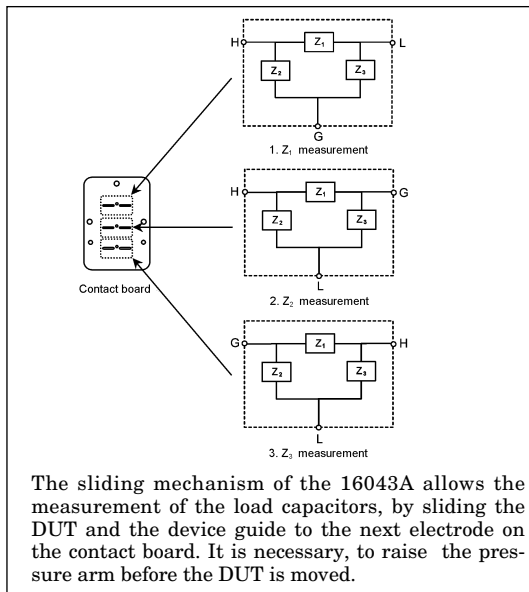 H Z₁ L
Z₂ Z₃
G
1. Z₁ measurement
H Z₁ G
Z₂ Z₃
L
2. Z₂ measurement
Contact board
G Z₁ H
Z₂ Z₃
L
3. Z₃ measurement
The sliding mechanism of the 16043A allows the
measurement of the load capacitors, by sliding the
DUT and the device guide to the next electrode on
the contact board. It is necessary, to raise the pres-
sure arm before the DUT is moved.